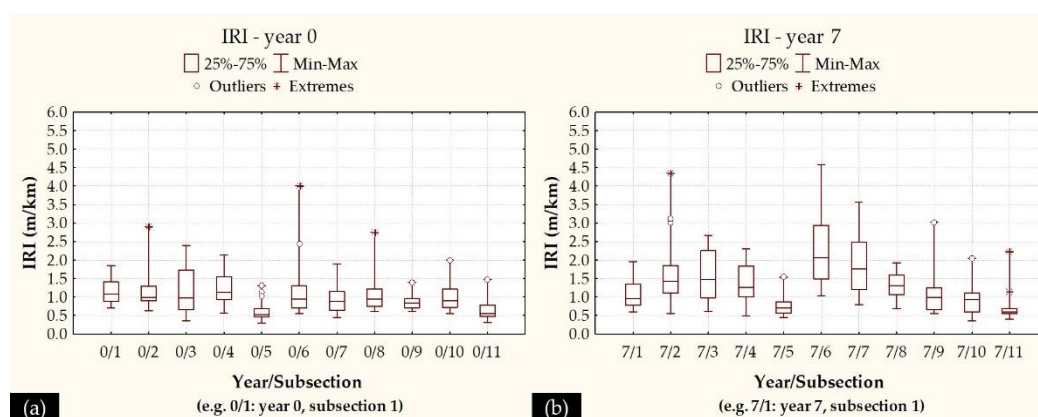 IRI - year 0
25%-75% Min-Max
Outliers Extremes
IRI (m/km)
6.0
5.5
5.0
4.5
4.0
3.5
3.0
2.5
2.0
1.5
1.0
0.5
0.0
0/1 0/2 0/3 0/4 0/5 0/6 0/7 0/8 0/9 0/10 0/11
Year/Subsection
(e.g. 0/1: year 0, subsection 1)
(a)
IRI - year 7
25%-75% Min-Max
Outliers Extremes
IRI (m/km)
6.0
5.5
5.0
4.5
4.0
3.5
3.0
2.5
2.0
1.5
1.0
0.5
0.0
7/1 7/2 7/3 7/4 7/5 7/6 7/7 7/8 7/9 7/10 7/11
Year/Subsection
(e.g. 7/1: year 7, subsection 1)
(b)